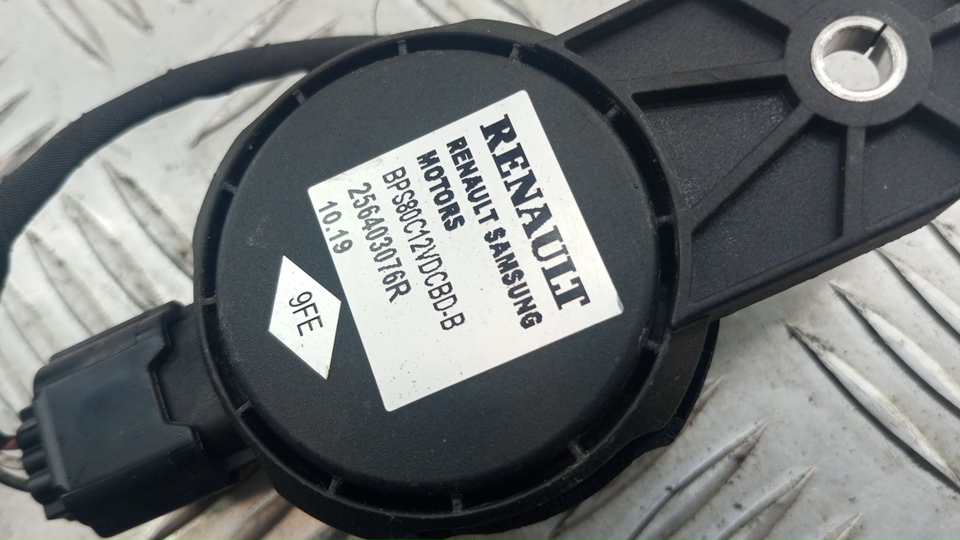 RENAULT
RENAULT SAMSUNG
MOTORS
BPS80C12VDCBD-B
256403076R
10.19
9FE